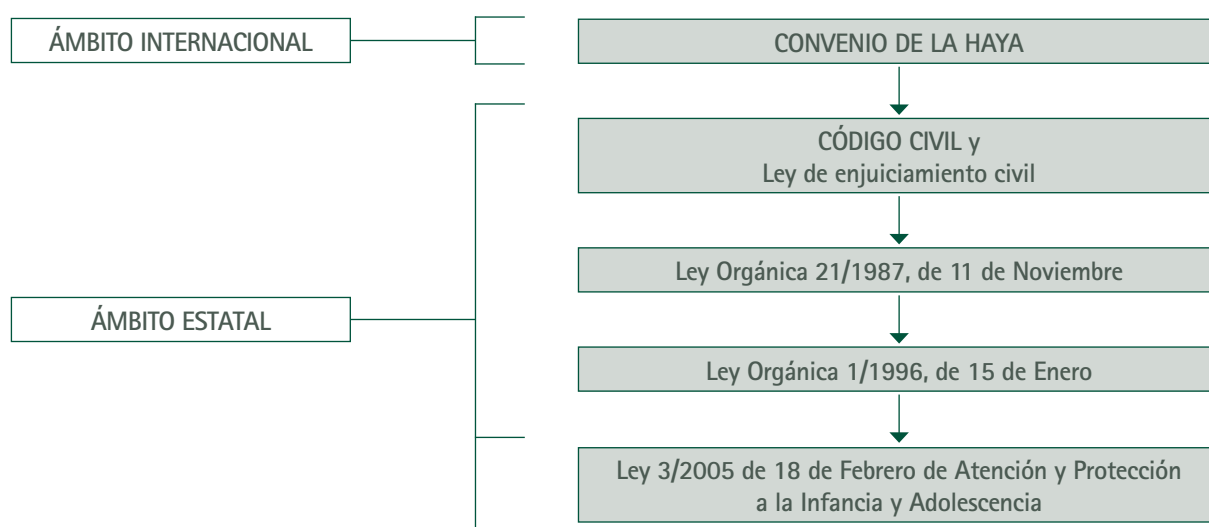 ÁMBITO INTERNACIONAL
CONVENIO DE LA HAYA
CÓDIGO CIVIL y
Ley de enjuiciamiento civil
Ley Orgánica 21/1987, de 11 de Noviembre
ÁMBITO ESTATAL
Ley Orgánica 1/1996, de 15 de Enero
Ley 3/2005 de 18 de Febrero de Atención y Protección
a la Infancia y Adolescencia